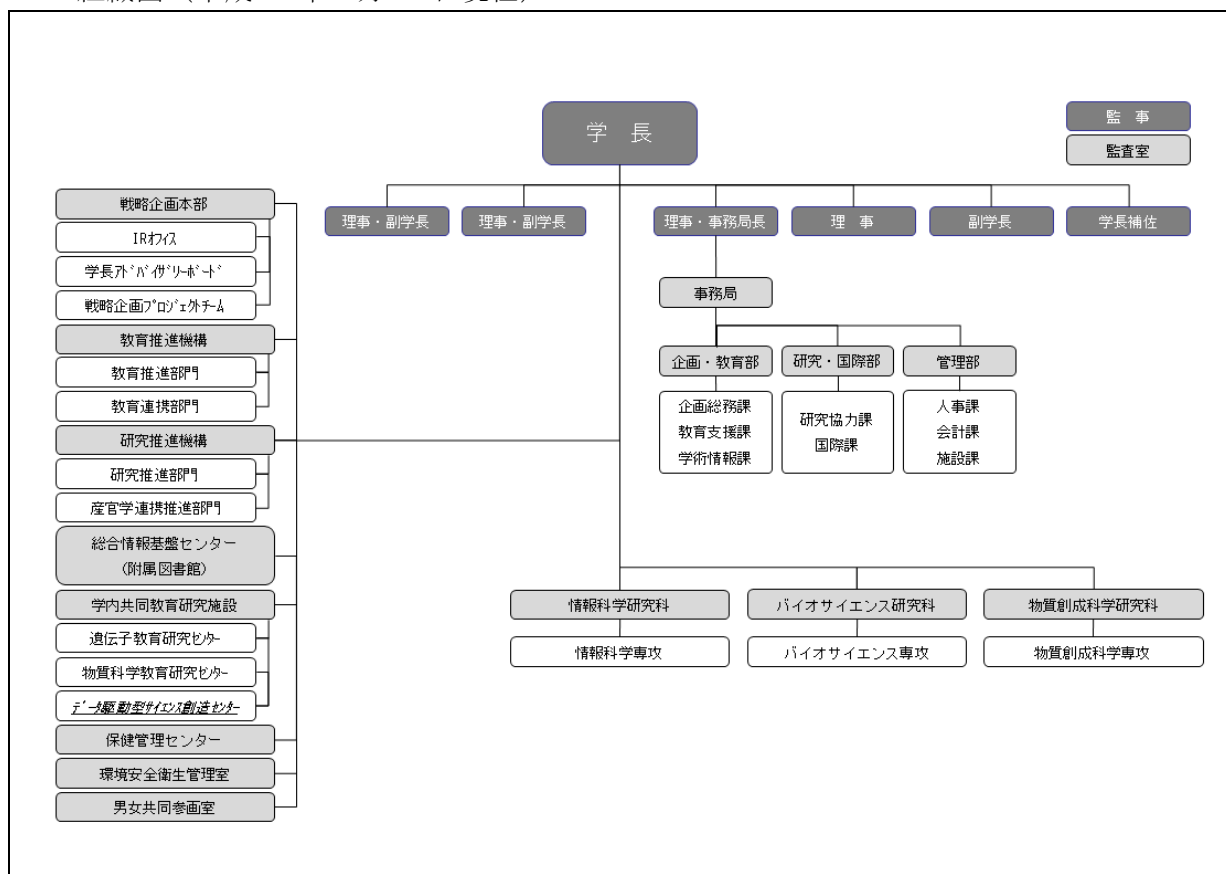 学 長
監 事
監査室
理事・副学長
理事・副学長
理事・事務局長
理 事
副学長
学長補佐
事務局
企画・教育部
研究・国際部
管理部
企画総務課
教育支援課
学術情報課
研究協力課
国際課
人事課
会計課
施設課
戦略企画本部
IRｵﾌｨｽ
学長ｱﾄﾞﾊﾞｲｻﾞﾘｰﾎﾞｰﾄﾞ
戦略企画ﾌﾟﾛｼﾞｪｸﾄﾁｰﾑ
教育推進機構
教育推進部門
教育連携部門
研究推進機構
研究推進部門
産官学連携推進部門
総合情報基盤センター
(附属図書館)
学内共同教育研究施設
遺伝子教育研究ｾﾝﾀｰ
物質科学教育研究ｾﾝﾀｰ
ﾃﾞｰﾀ駆動型ｻｲｴﾝｽ創造ｾﾝﾀｰ
保健管理センター
環境安全衛生管理室
男女共同参画室
情報科学研究科
バイオサイエンス研究科
物質創成科学研究科
情報科学専攻
バイオサイエンス専攻
物質創成科学専攻